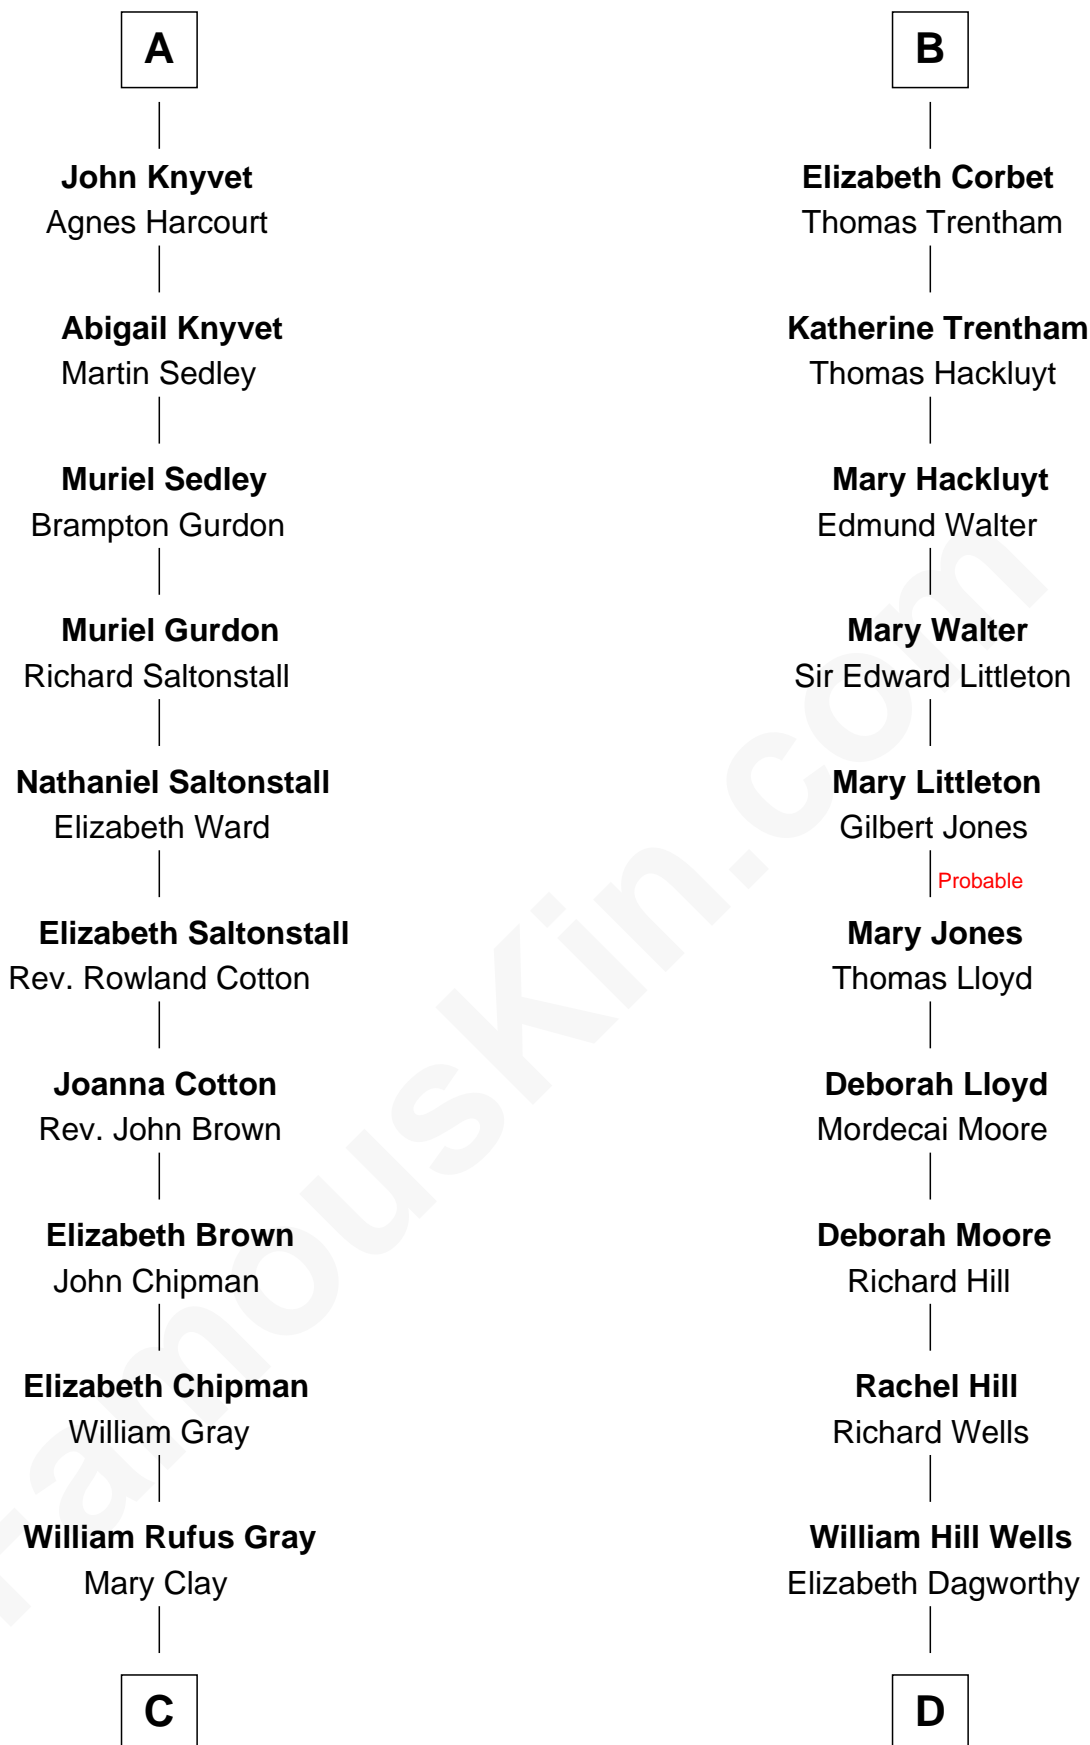 A
John Knyvet
Agnes Harcourt
Abigail Knyvet
Martin Sedley
Muriel Sedley
Brampton Gurdon
Muriel Gurdon
Richard Saltonstall
Nathaniel Saltonstall
Elizabeth Ward
Elizabeth Saltonstall
Rev. Rowland Cotton
Joanna Cotton
Rev. John Brown
Elizabeth Brown
John Chipman
Elizabeth Chipman
William Gray
William Rufus Gray
Mary Clay
C
B
Elizabeth Corbet
Thomas Trentham
Katherine Trentham
Thomas Hackluyt
Mary Hackluyt
Edmund Walter
Mary Walter
Sir Edward Littleton
Mary Littleton
Gilbert Jones
Probable
Mary Jones
Thomas Lloyd
Deborah Lloyd
Mordecai Moore
Deborah Moore
Richard Hill
Rachel Hill
Richard Wells
William Hill Wells
Elizabeth Dagworthy
D
FamousKin.com